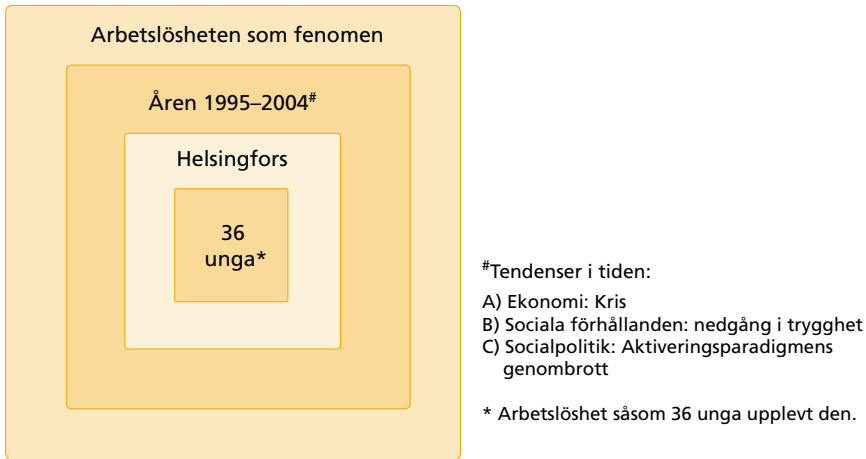 Arbetslösheten som fenomen
Åren 1995–2004#
Helsingfors
36
unga*
#Tendenser i tiden:
A) Ekonomi: Kris
B) Sociala förhållanden: nedgång i trygghet
C) Socialpolitik: Aktiveringsparadigmens
genombrott
* Arbetslöshet såsom 36 unga upplevt den.